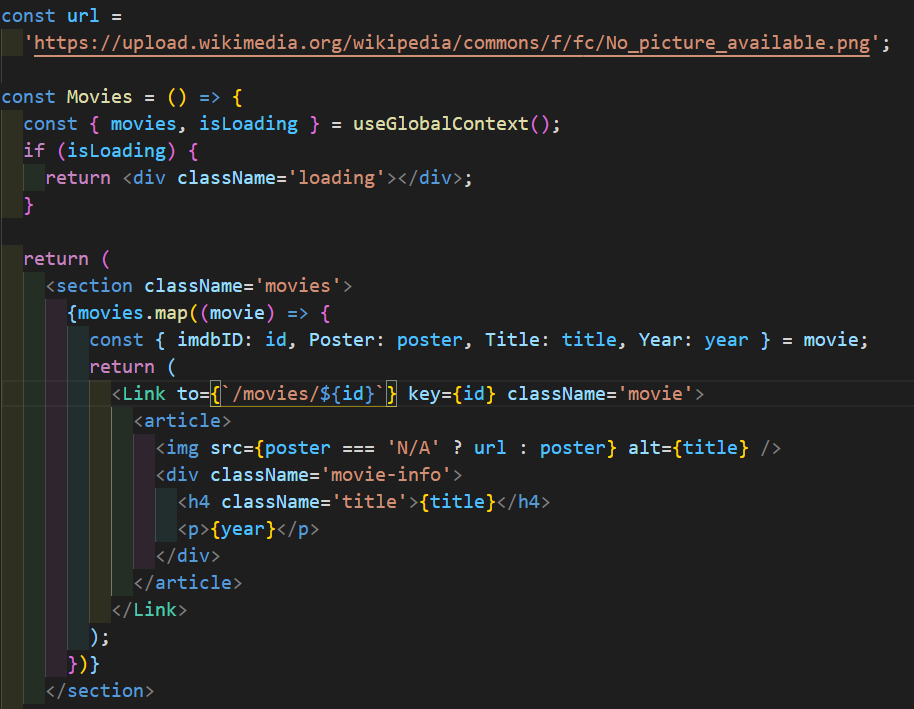 const url =
'https://upload.wikimedia.org/wikipedia/commons/f/fc/No_picture_available.png';
const Movies = () => {
const { movies, isLoading } = useGlobalContext();
if (isLoading) {
return <div className='loading'></div>;
}
return (
<section className='movies'>
{movies.map((movie) => {
const { imdbID: id, Poster: poster, Title: title, Year: year } = movie;
return (
<Link to={`/movies/${id}`} key={id} className='movie'>
<article>
<img src={poster === 'N/A' ? url : poster} alt={title} />
<div className='movie-info'>
<h4 className='title'>{title}</h4>
<p>{year}</p>
</div>
</article>
</Link>
);
})}
</section>